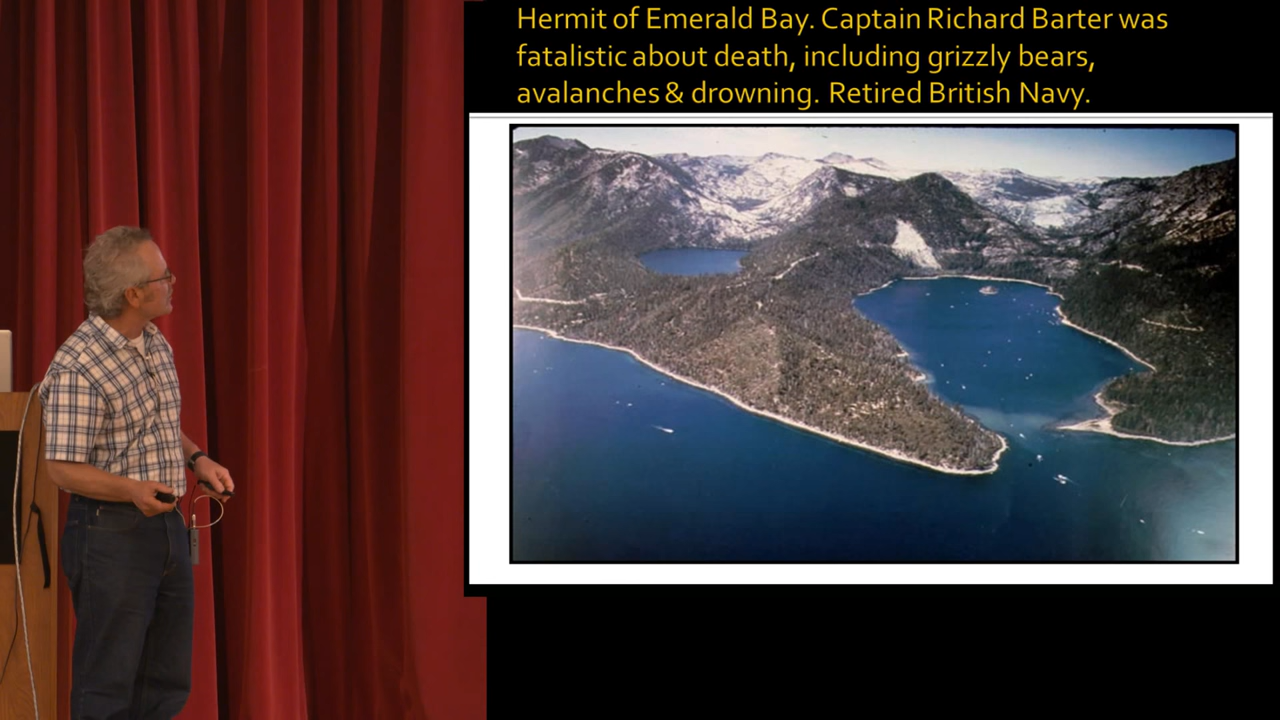 Hermit of Emerald Bay. Captain Richard Barter was
fatalistic about death, including grizzly bears,
avalanches & drowning. Retired British Navy.